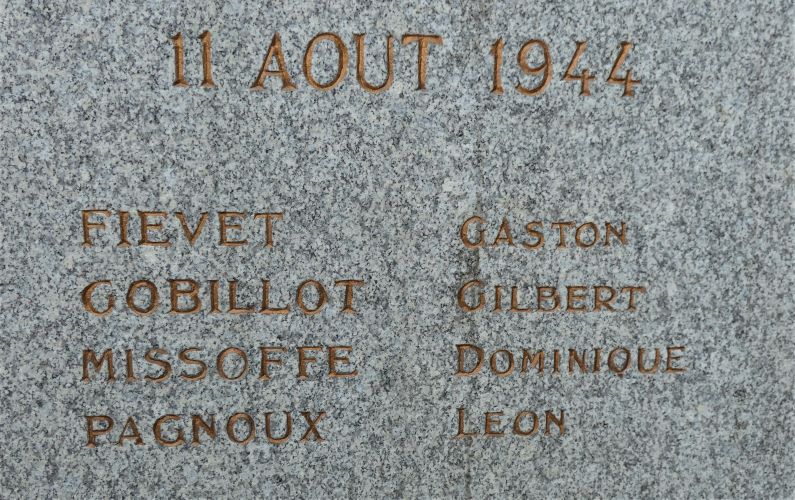 11 AOUT 1944
FIEVET GASTON
GOBILLOT GILBERT
MISSOFFE DOMINIQUE
PAGNOUX LEON